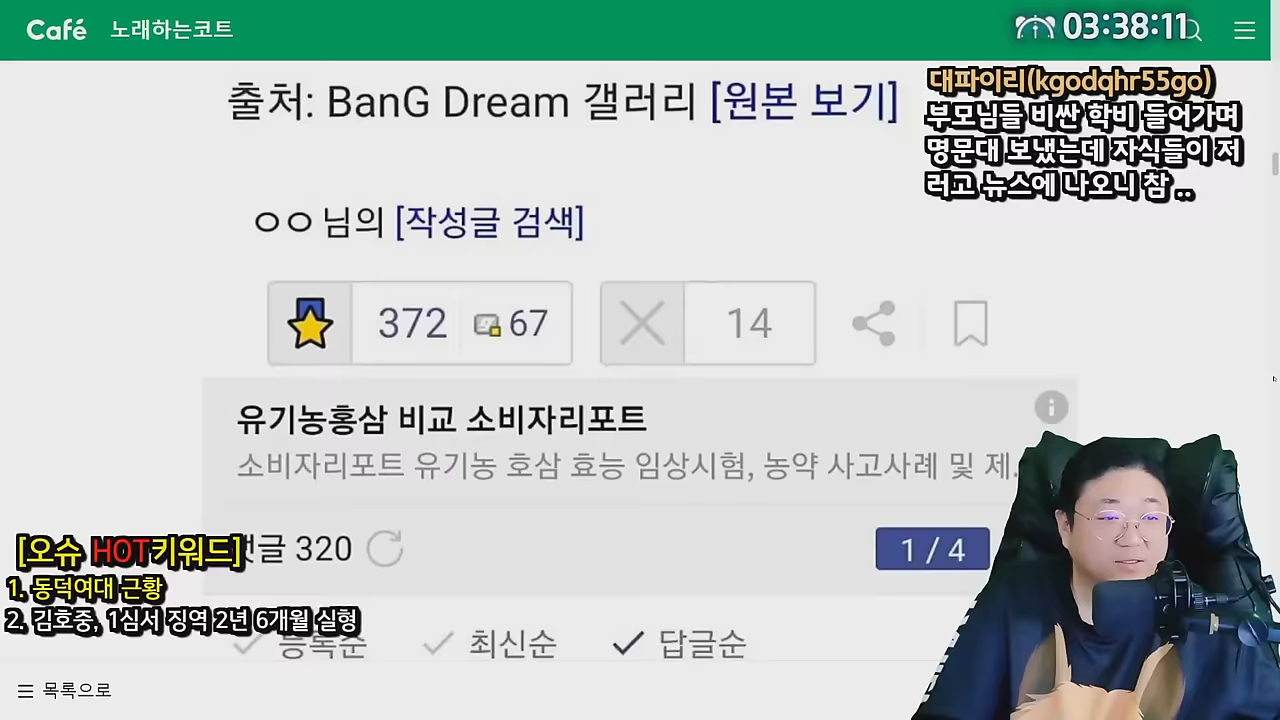 Café 노래하는코트
03:38:11
대파이리(kgodqhr55go)
부모님들 비싼 학비 들어가며
명문대 보냈는데 자식들이 저
러고 뉴스에 나오니 참 ..
출처: BanG Dream 갤러리 [원본 보기]
ㅇㅇ 님의 [작성글 검색]
372 67 14
유기농홍삼 비교 소비자리포트
소비자리포트 유기농 호삼 효능 임상시험, 농약 사고사례 및 제..
댓글 320
1 / 4
[오슈 HOT키워드]
1. 동덕여대 근황
2. 김호중, 1심서 징역 2년 6개월 실형
등록순 최신순 답글순
목록으로